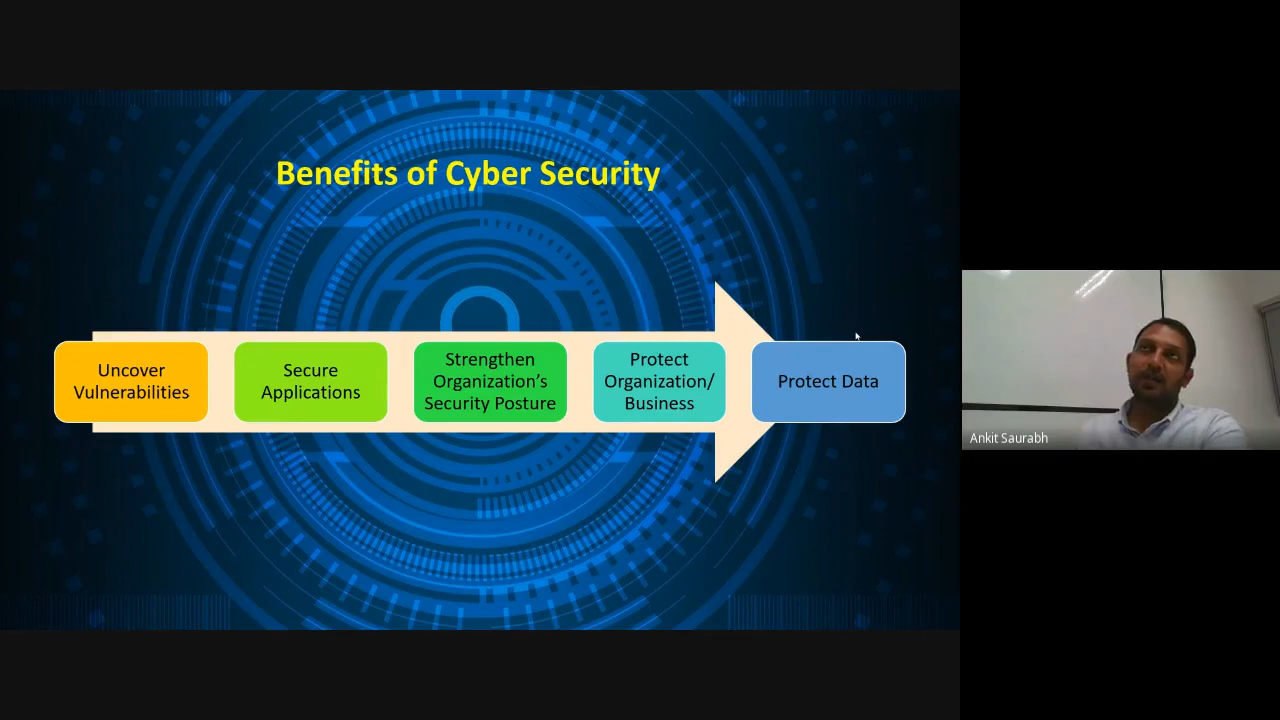 Benefits of Cyber Security
Uncover
Vulnerabilities
Secure
Applications
Strengthen
Organization’s
Security Posture
Protect
Organization/
Business
Protect Data
Ankit Saurabh